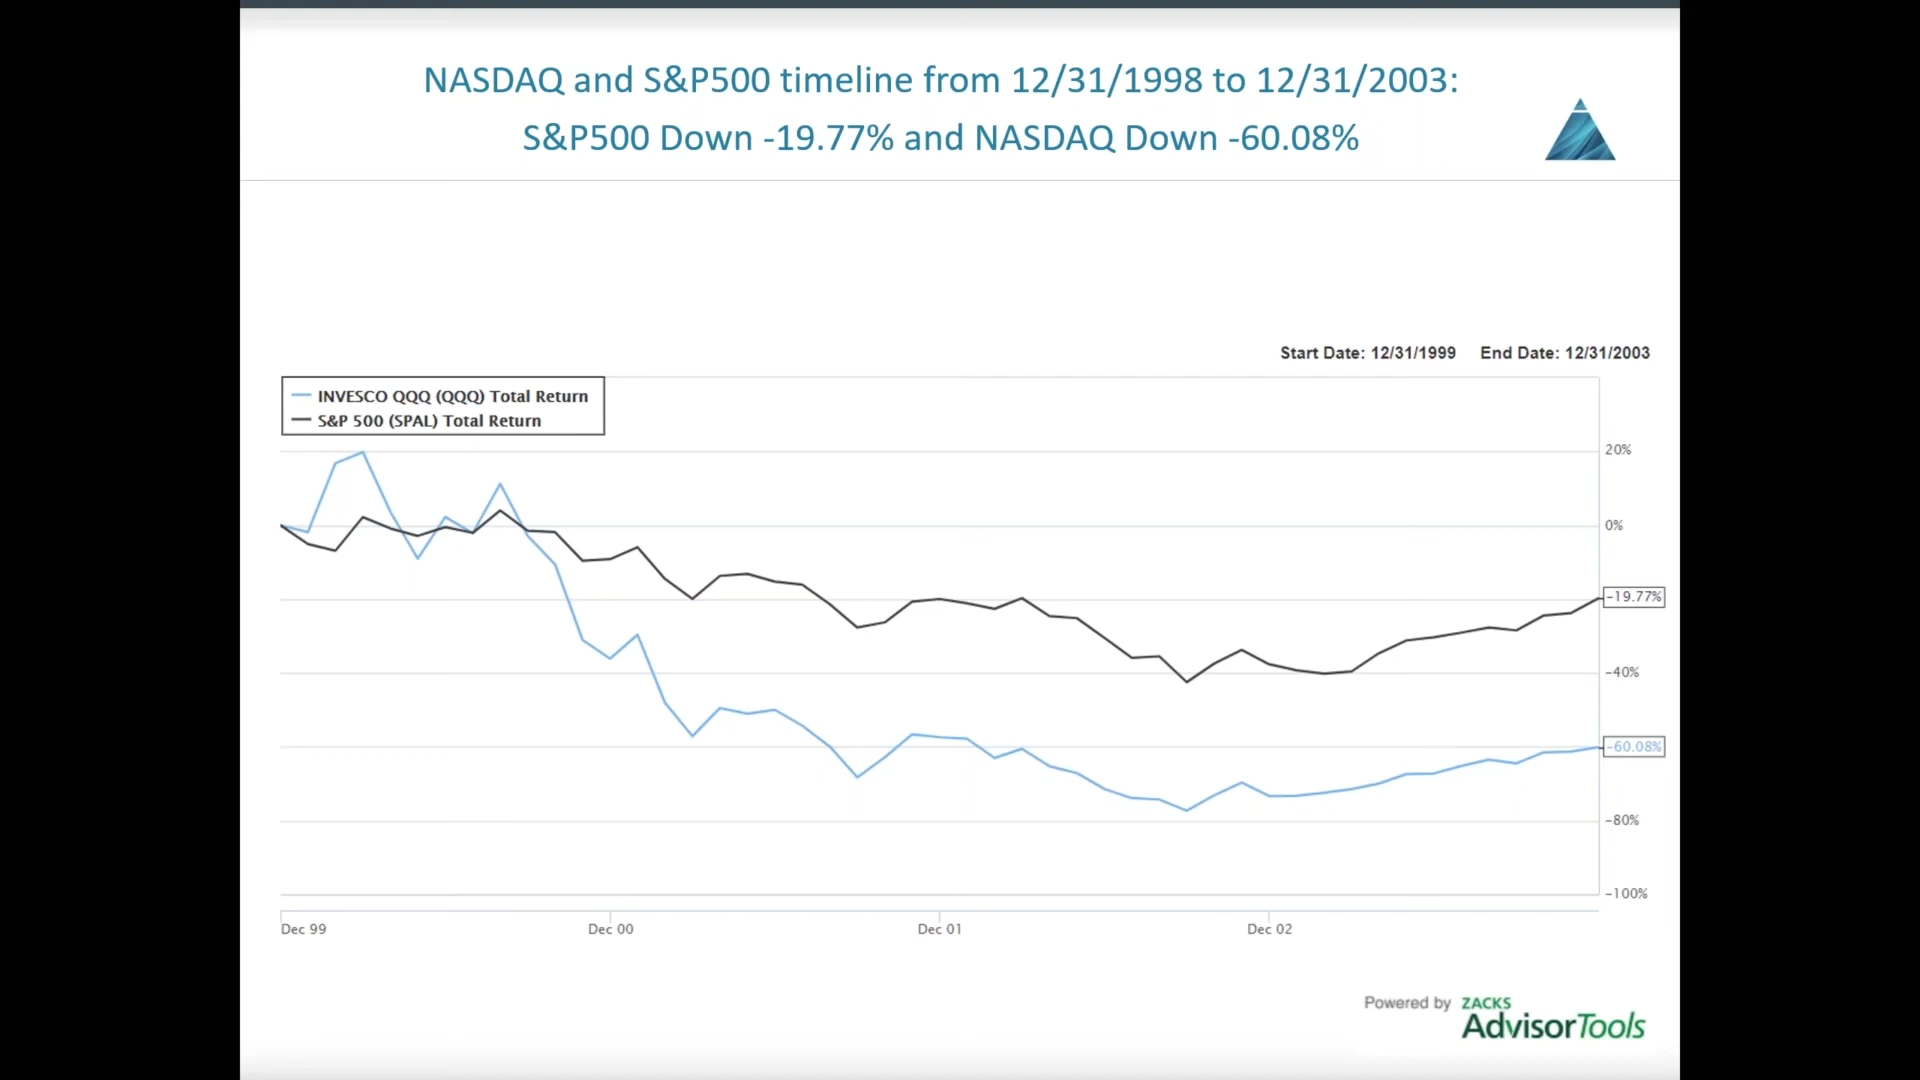 NASDAQ and S&P500 timeline from 12/31/1998 to 12/31/2003:
S&P500 Down -19.77% and NASDAQ Down -60.08%
Start Date: 12/31/1999 End Date: 12/31/2003
INVESCO QQQ (QQQ) Total Return
S&P 500 (SPAL) Total Return
20%
0%
-19.77%
-40%
-60.08%
-80%
-100%
Dec 99 Dec 00 Dec 01 Dec 02
Powered by ZACKS
AdvisorTools